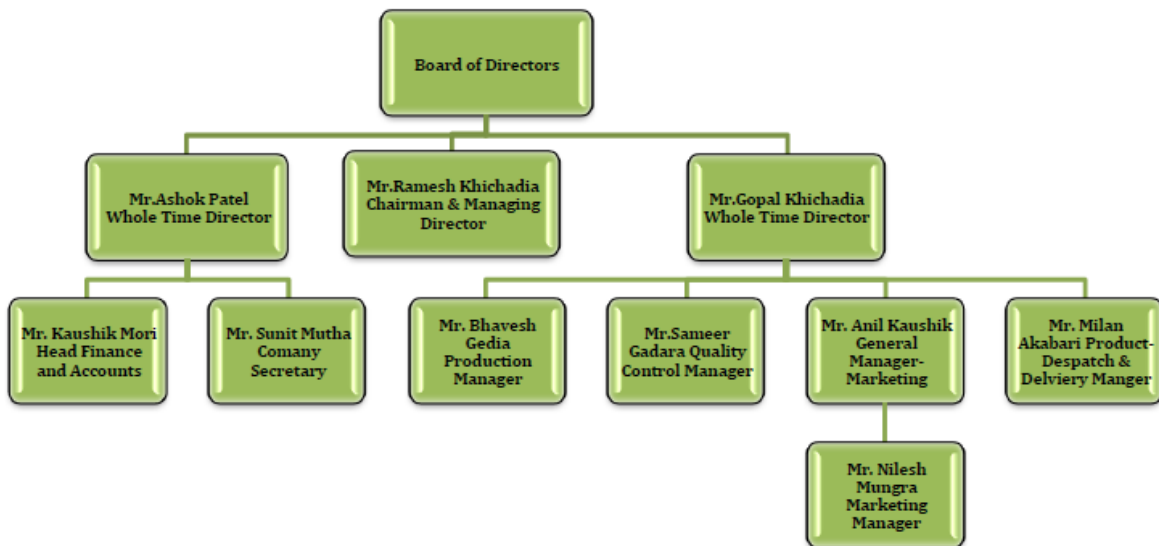 Board of Directors
Mr.Ashok Patel
Whole Time Director
Mr.Ramesh Khichadia
Chairman & Managing
Director
Mr.Gopal Khichadia
Whole Time Director
Mr. Kaushik Mori
Head Finance
and Accounts
Mr. Sunit Mutha
Comany
Secretary
Mr. Bhavesh
Gedia
Production
Manager
Mr.Sameer
Gadara Quality
Control Manager
Mr. Anil Kaushik
General
Manager-
Marketing
Mr. Milan
Akabari Product-
Despatch &
Delviery Manger
Mr. Nilesh
Mungra
Marketing
Manager